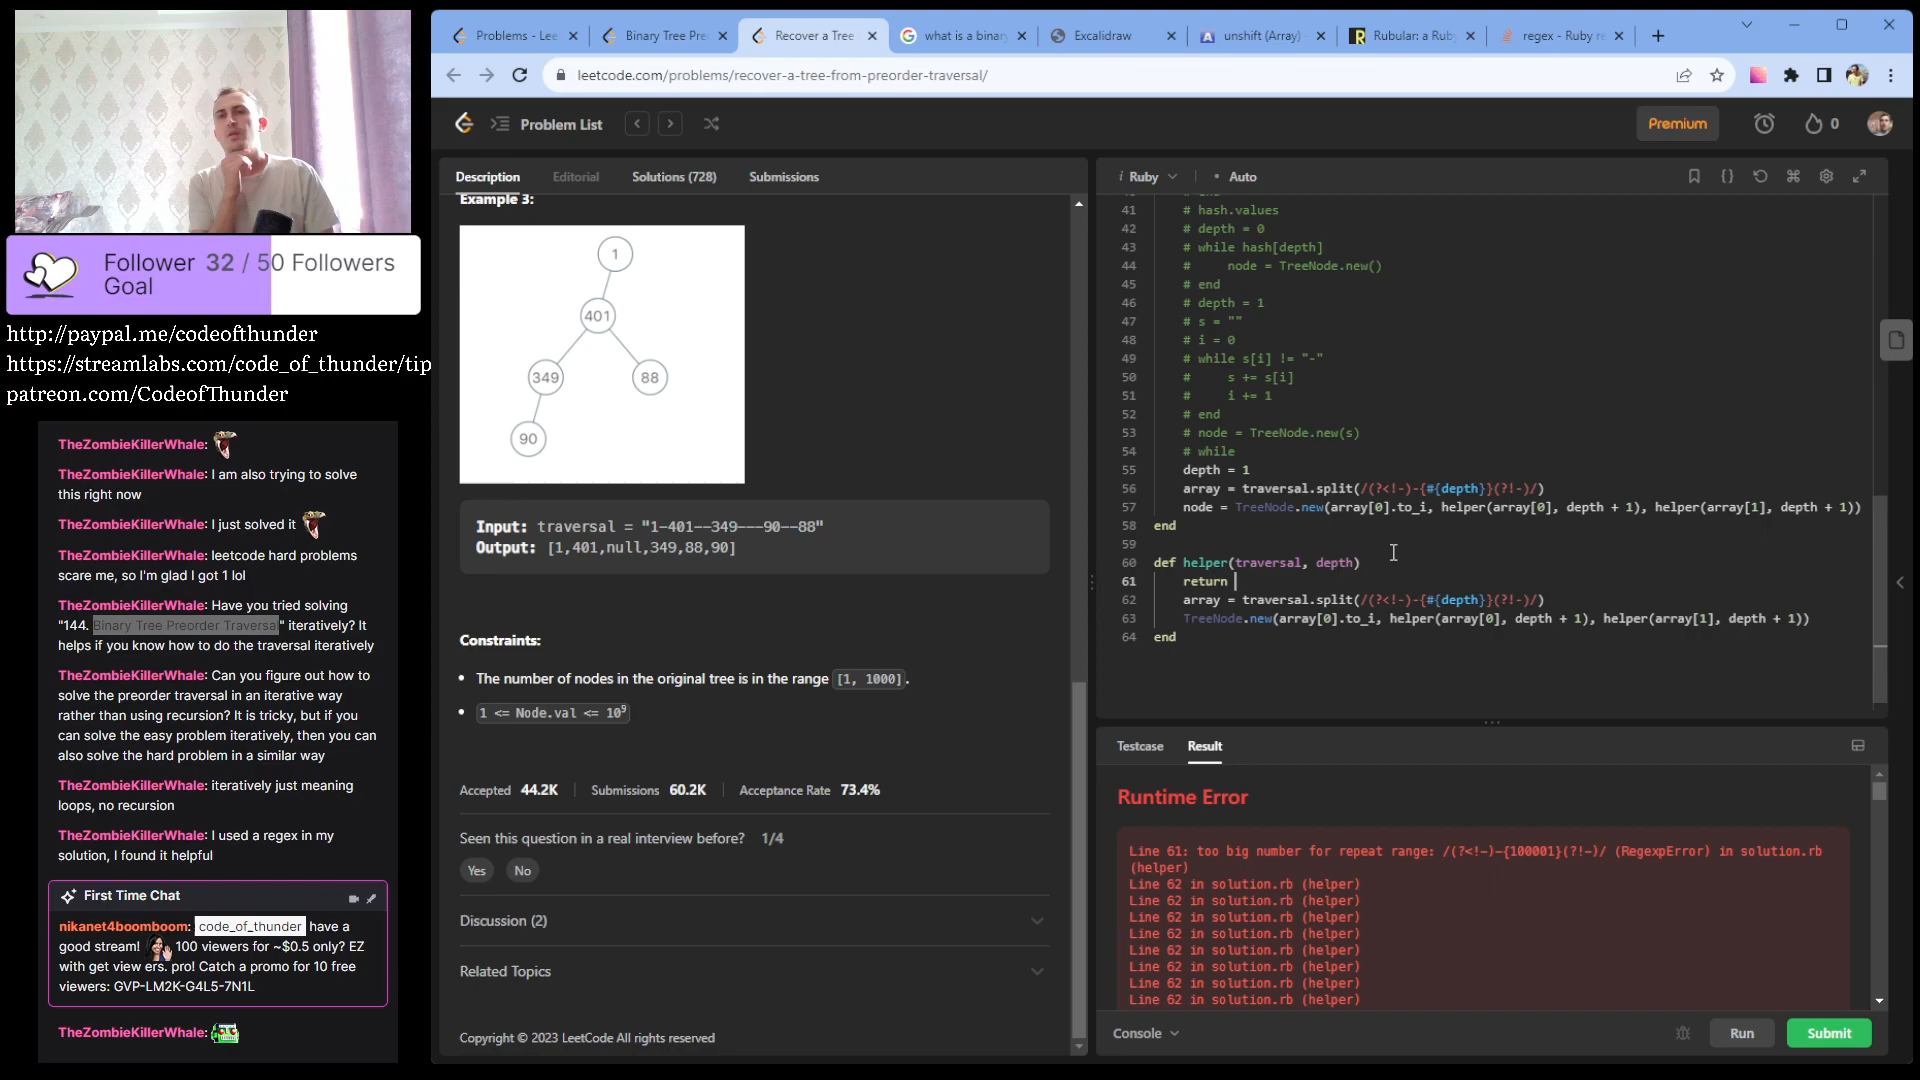 Follower 32 / 50 Followers
Goal
http://paypal.me/codeofthunder
https://streamlabs.com/code_of_thunder/tip
patreon.com/CodeofThunder
TheZombieKillerWhale:
TheZombieKillerWhale: I am also trying to solve
this right now
TheZombieKillerWhale: I just solved it
TheZombieKillerWhale: leetcode hard problems
scare me, so I'm glad I got 1 lol
TheZombieKillerWhale: Have you tried solving
"144. Binary Tree Preorder Traversal" iteratively? It
helps if you know how to do the traversal iteratively
TheZombieKillerWhale: Can you figure out how to
solve the preorder traversal in an iterative way
rather than using recursion? It is tricky, but if you
can solve the easy problem iteratively, then you can
also solve the hard problem in a similar way
TheZombieKillerWhale: iteratively just meaning
loops, no recursion
TheZombieKillerWhale: I used a regex in my
solution, I found it helpful
First Time Chat
nikanet4boomboom: code_of_thunder have a
good stream! 100 viewers for ~$0.5 only? EZ
with get view ers. pro! Catch a promo for 10 free
viewers: GVP-LM2K-G4L5-7N1L
TheZombieKillerWhale:
Problems - Lee
Binary Tree Pre
Recover a Tree
what is a binar
Excalidraw
unshift (Array)
Rubular: a Rub
regex - Ruby re
leetcode.com/problems/recover-a-tree-from-preorder-traversal/
Problem List
Premium
0
Description Editorial Solutions (728) Submissions
Example 3:
1
401
349
88
90
Input: traversal = "1-401--349---90--88"
Output: [1,401,null,349,88,90]
Constraints:
• The number of nodes in the original tree is in the range [1, 1000].
• 1 <= Node.val <= 10⁹
Accepted 44.2K Submissions 60.2K Acceptance Rate 73.4%
Seen this question in a real interview before? 1/4
Yes No
Discussion (2)
Related Topics
Copyright © 2023 LeetCode All rights reserved
i Ruby • Auto
41 # hash.values
42 # depth = 0
43 # while hash[depth]
44 # node = TreeNode.new()
45 # end
46 # depth = 1
47 # s = ""
48 # i = 0
49 # while s[i] != "-"
50 # s += s[i]
51 # i += 1
52 # end
53 # node = TreeNode.new(s)
54 # while
55 depth = 1
56 array = traversal.split(/(?<!-)-{#{depth}}(?!-)/)
57 node = TreeNode.new(array[0].to_i, helper(array[0], depth + 1), helper(array[1], depth + 1))
58 end
59
60 def helper(traversal, depth)
61 return
62 array = traversal.split(/(?<!-)-{#{depth}}(?!-)/)
63 TreeNode.new(array[0].to_i, helper(array[0], depth + 1), helper(array[1], depth + 1))
64 end
Testcase Result
Runtime Error
Line 61: too big number for repeat range: /(?<!-)-{100001}(?!-)/ (RegexpError) in solution.rb
(helper)
Line 62 in solution.rb (helper)
Line 62 in solution.rb (helper)
Line 62 in solution.rb (helper)
Line 62 in solution.rb (helper)
Line 62 in solution.rb (helper)
Line 62 in solution.rb (helper)
Line 62 in solution.rb (helper)
Line 62 in solution.rb (helper)
Console
Run
Submit